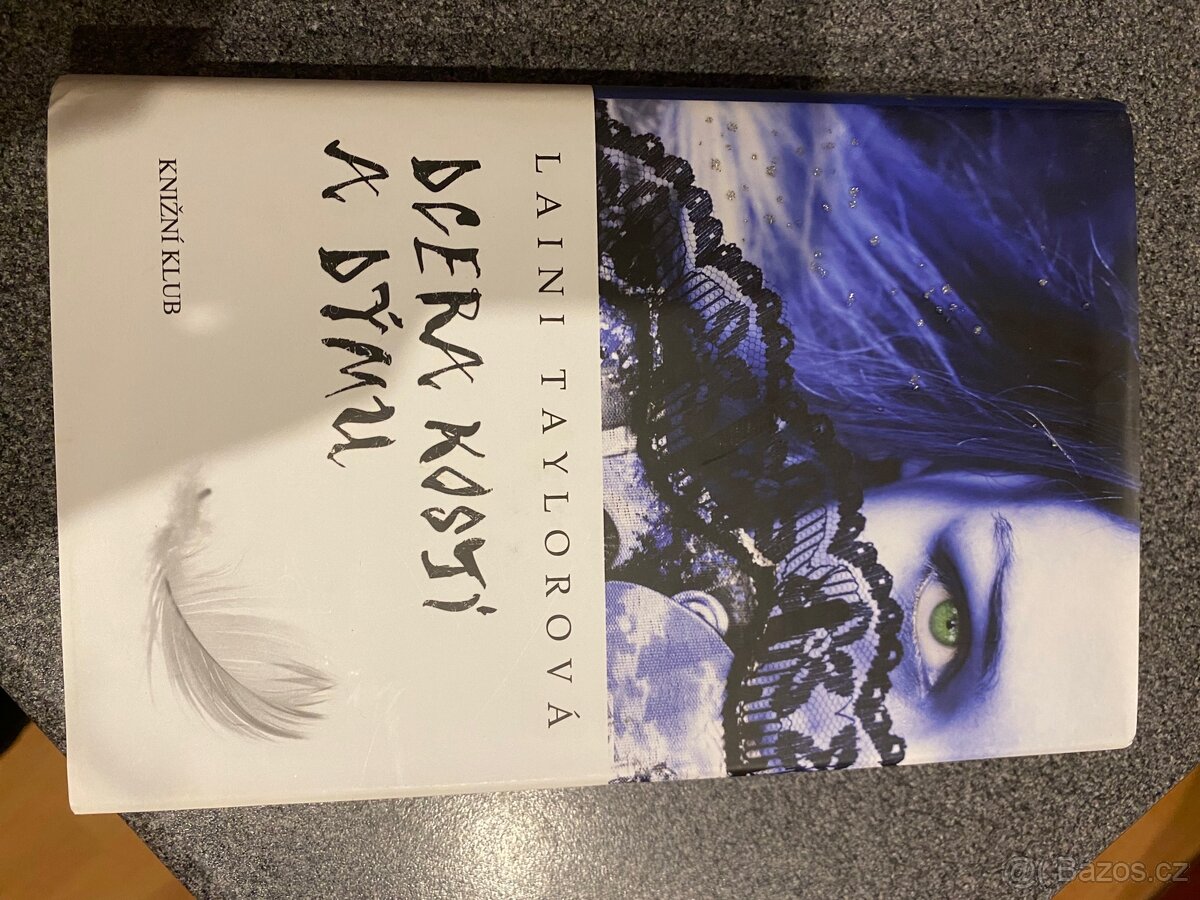 LAINI TAYLOROVÁ
DCERA KOSTÍ
A DÝMU
KNIŽNÍ KLUB
@( Bazos.cz